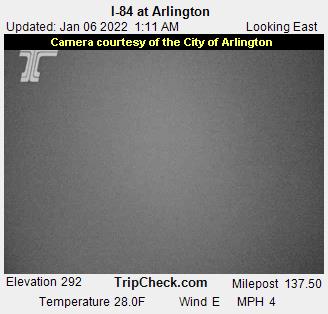 I-84 at Arlington
Updated: Jan 06 2022 1:11 AM Looking East
Camera courtesy of the City of Arlington
Elevation 292 TripCheck.com Milepost 137.50
Temperature 28.0F Wind E MPH 4